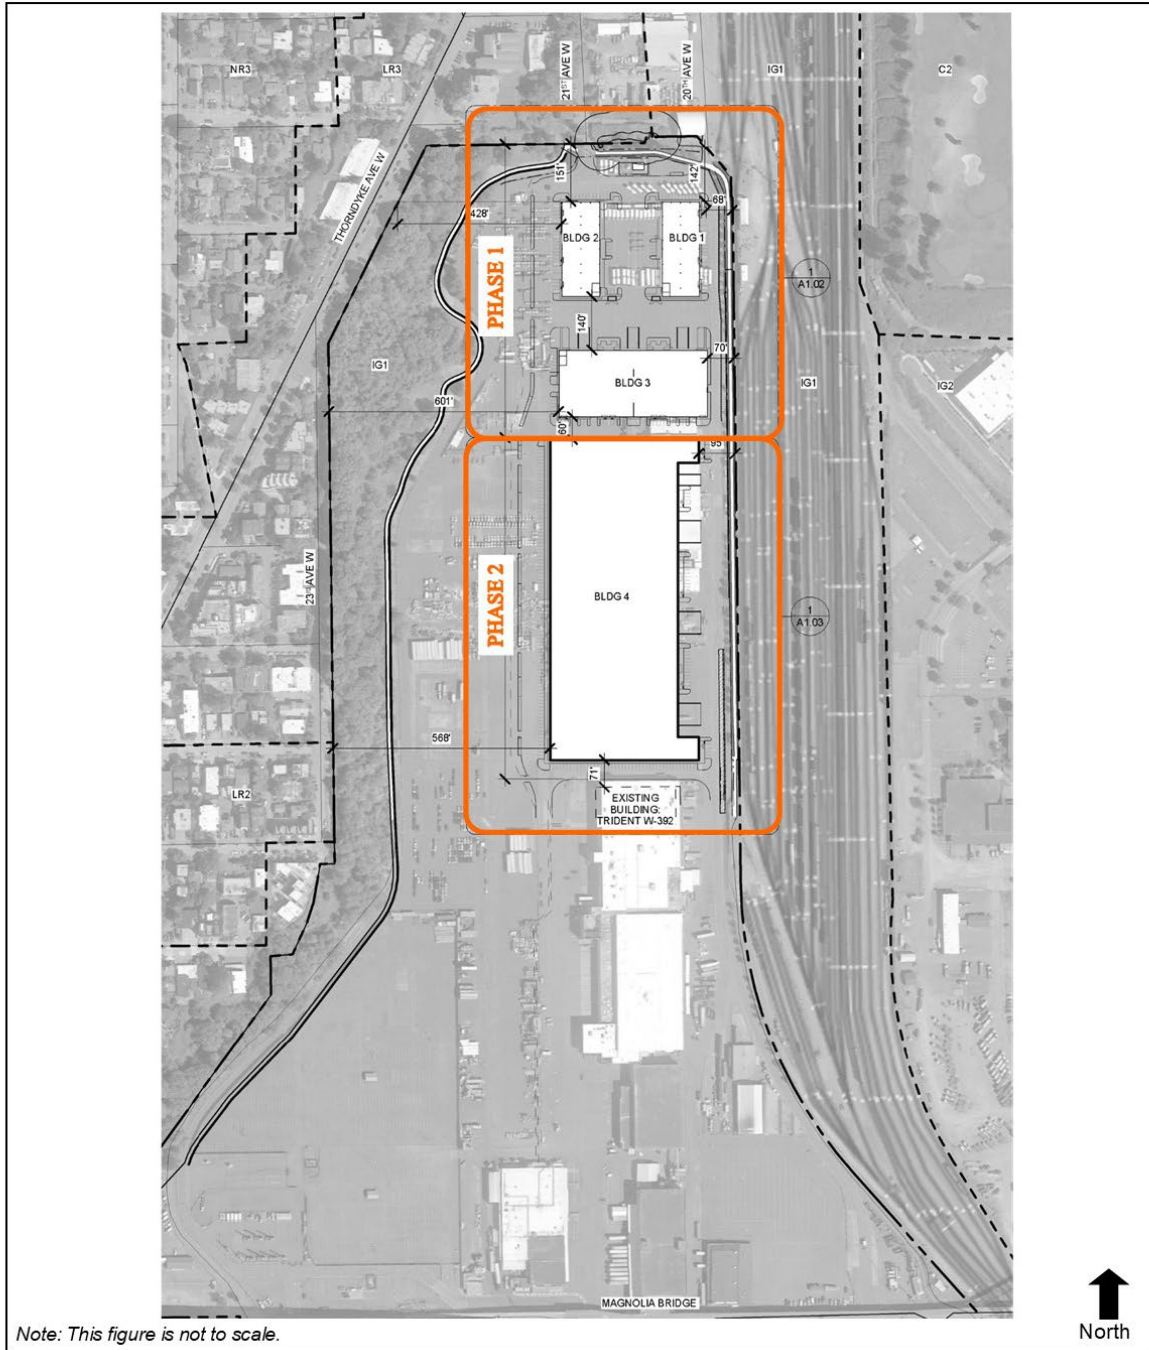 21ST AVE W
20TH AVE W
NR3
LR3
IG1
C2
THORNDYKE AVE W
151'
142'
68'
428'
BLDG 2
BLDG 1
PHASE 1
1
A1.02
140'
70'
IG1
BLDG 3
IG1
IG2
601'
60'
95'
23RD AVE W
PHASE 2
BLDG 4
1
A1.03
568'
71'
LR2
EXISTING
BUILDING:
TRIDENT W-392
MAGNOLIA BRIDGE
Note: This figure is not to scale.
North